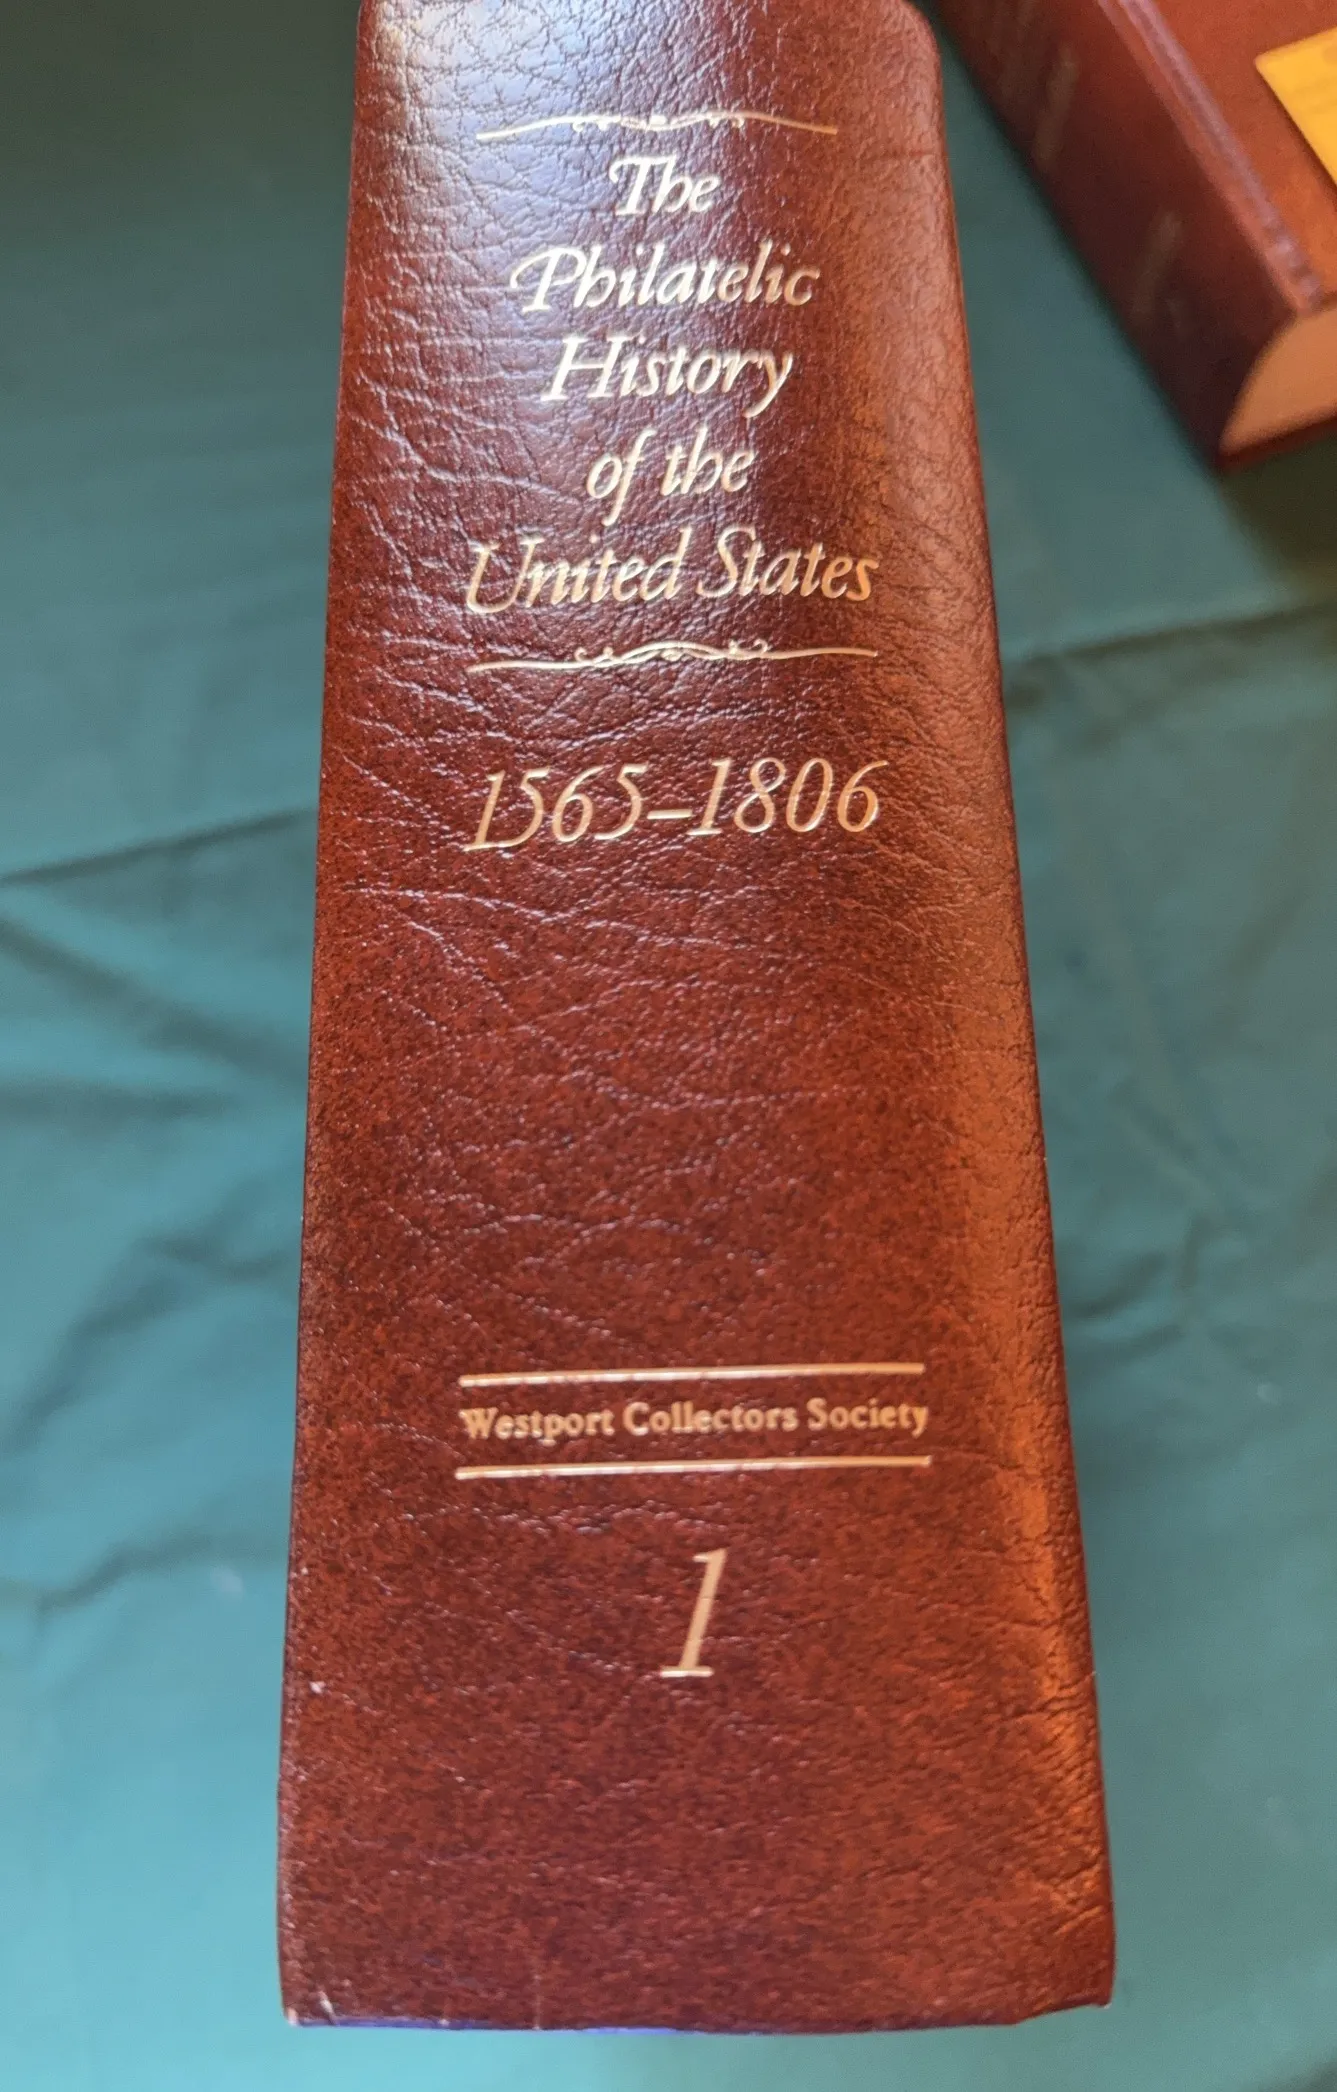 The
Philatelic
History
of the
United States
1565–1806
Westport Collectors Society
1